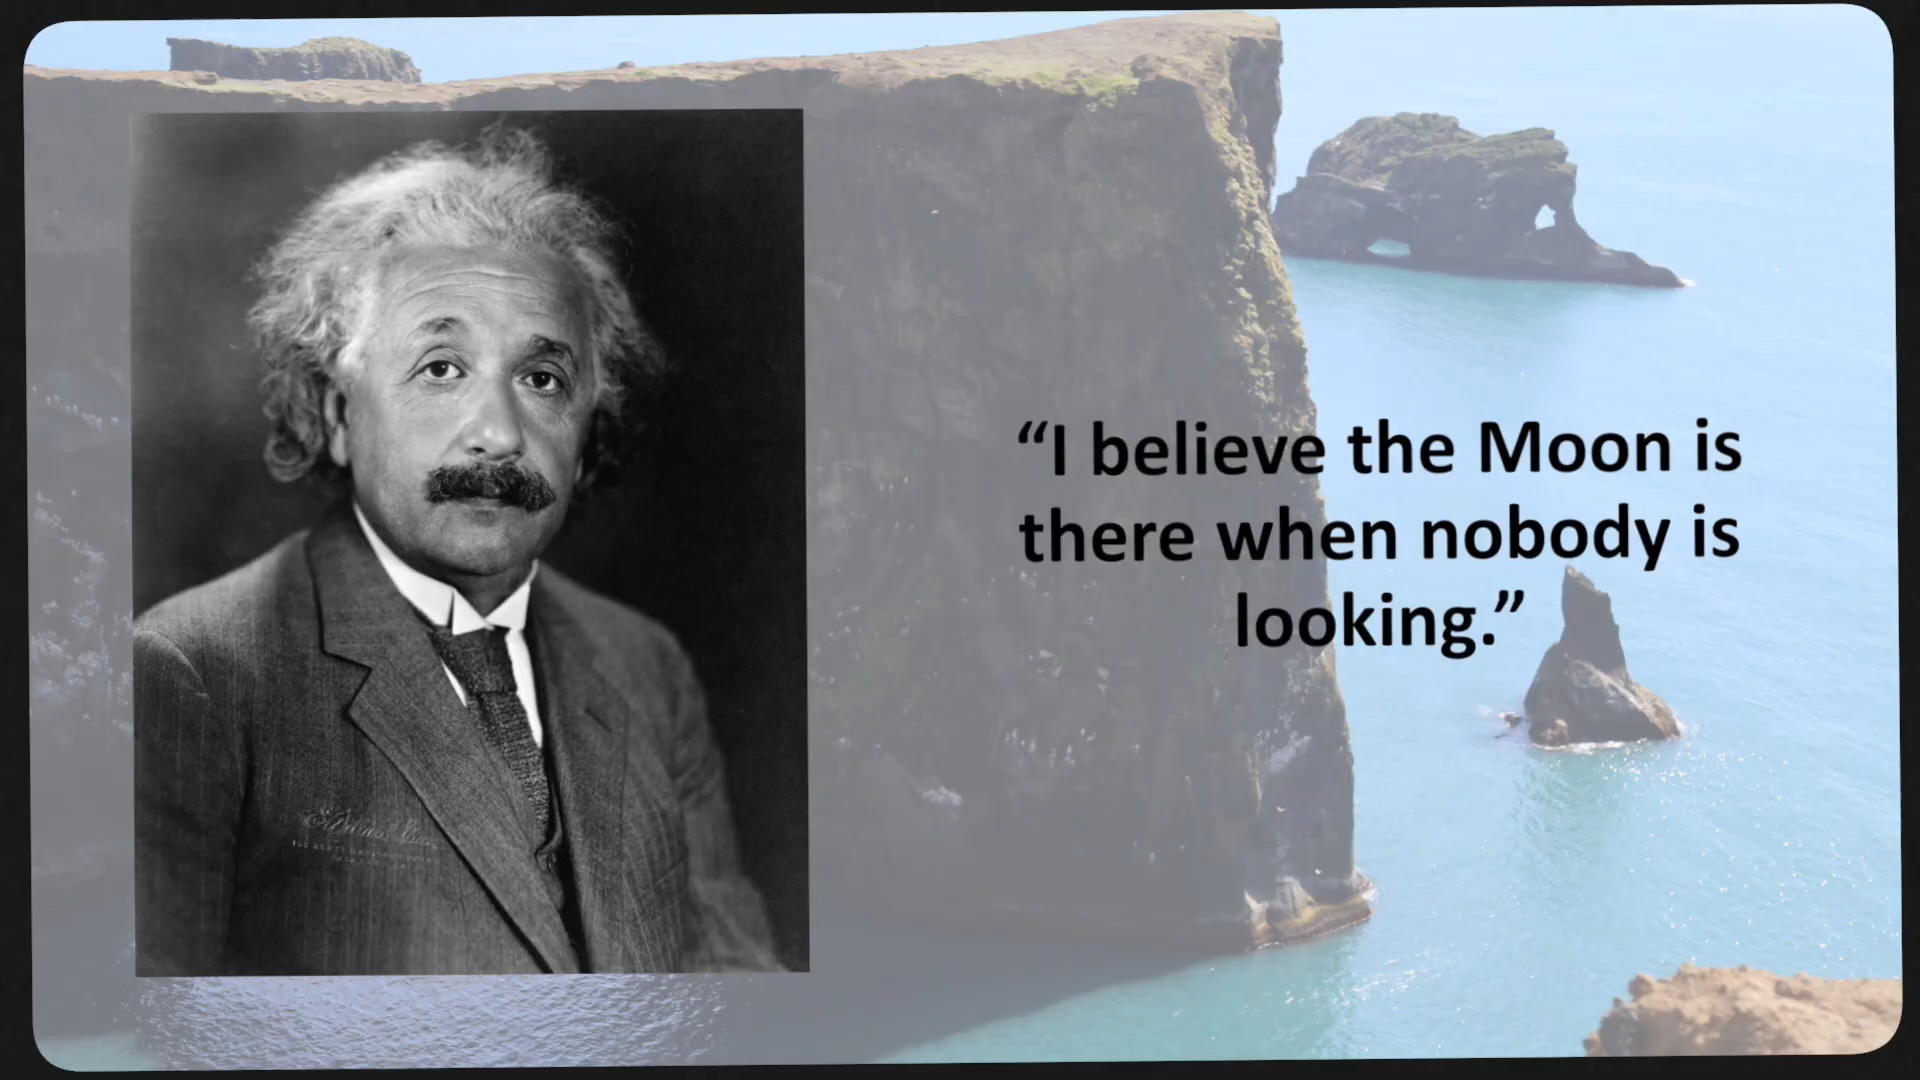 “I believe the Moon is
there when nobody is
looking.”